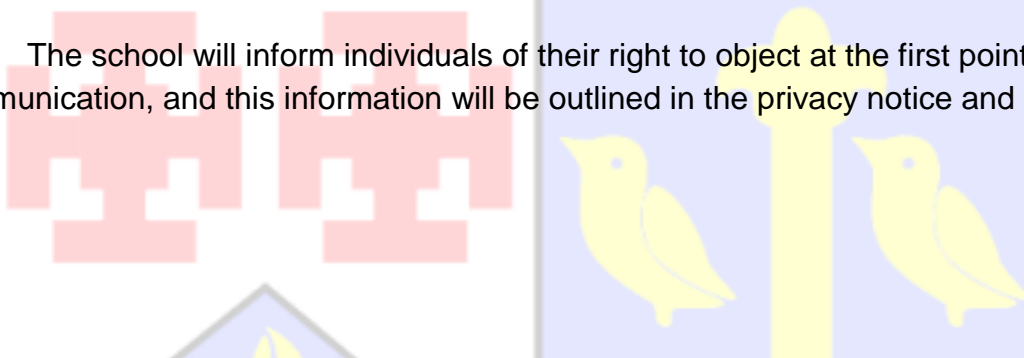 The school will inform individuals of their right to object at the first point
munication, and this information will be outlined in the privacy notice and